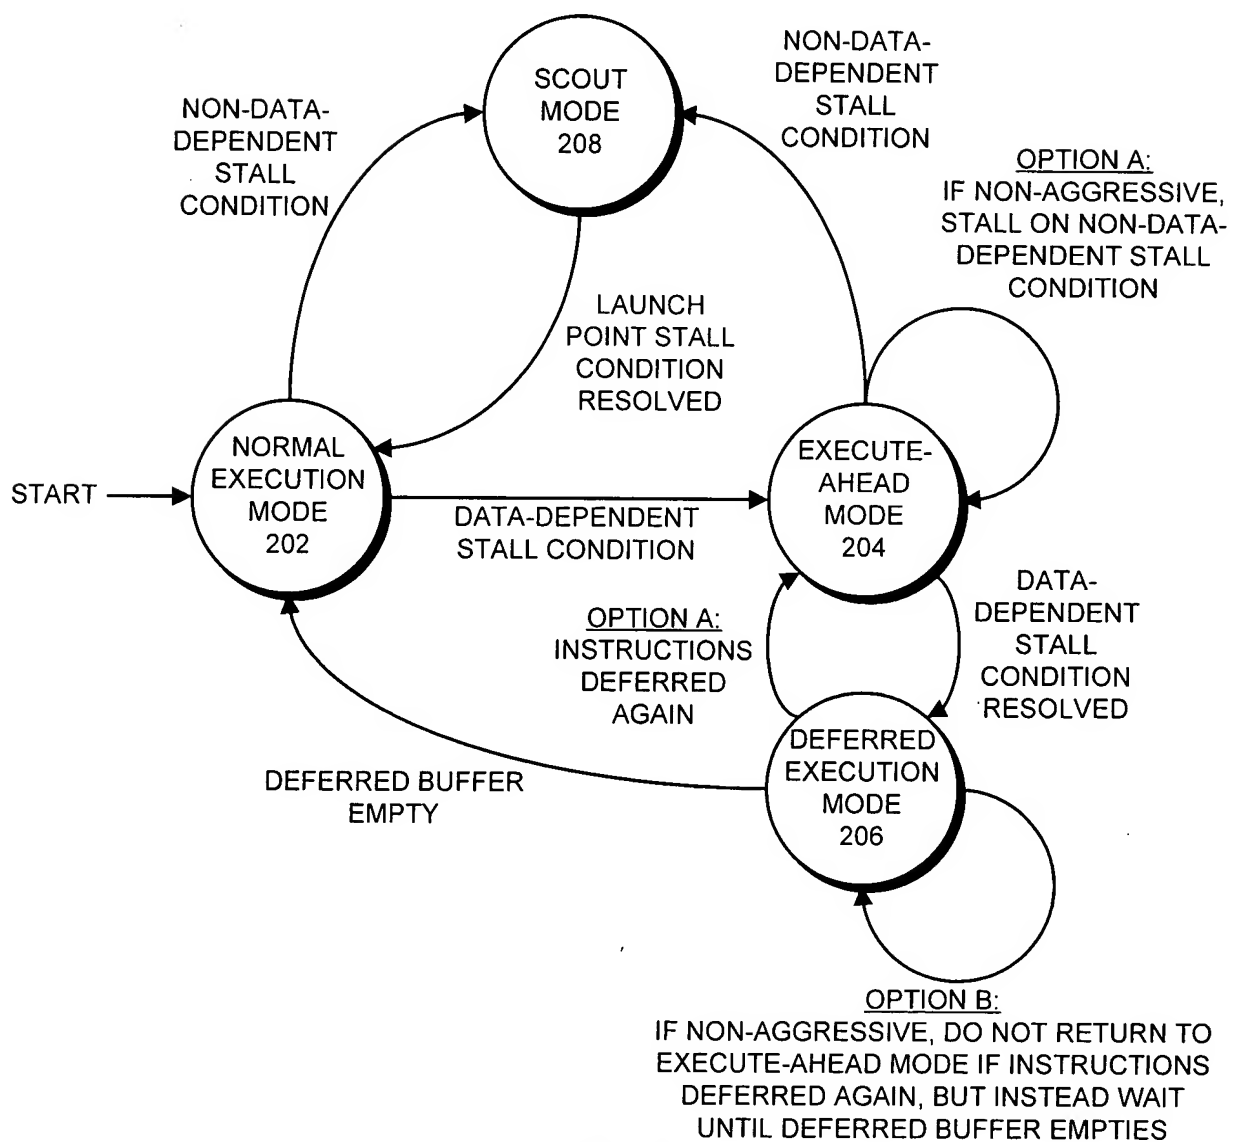 SCOUT
MODE
208
NON-DATA-
DEPENDENT
STALL
CONDITION
NON-DATA-
DEPENDENT
STALL
CONDITION
OPTION A:
IF NON-AGGRESSIVE,
STALL ON NON-DATA-
DEPENDENT STALL
CONDITION
LAUNCH
POINT STALL
CONDITION
RESOLVED
START
NORMAL
EXECUTION
MODE
202
DATA-DEPENDENT
STALL CONDITION
EXECUTE-
AHEAD
MODE
204
OPTION A:
INSTRUCTIONS
DEFERRED
AGAIN
DATA-
DEPENDENT
STALL
CONDITION
RESOLVED
DEFERRED BUFFER
EMPTY
DEFERRED
EXECUTION
MODE
206
OPTION B:
IF NON-AGGRESSIVE, DO NOT RETURN TO
EXECUTE-AHEAD MODE IF INSTRUCTIONS
DEFERRED AGAIN, BUT INSTEAD WAIT
UNTIL DEFERRED BUFFER EMPTIES